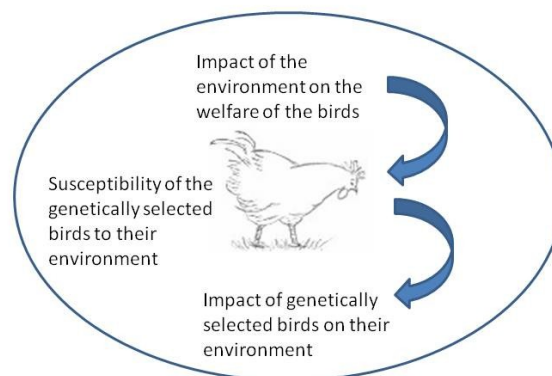 Impact of the
environment on the
welfare of the birds
Susceptibility of the
genetically selected
birds to their
environment
Impact of genetically
selected birds on their
environment